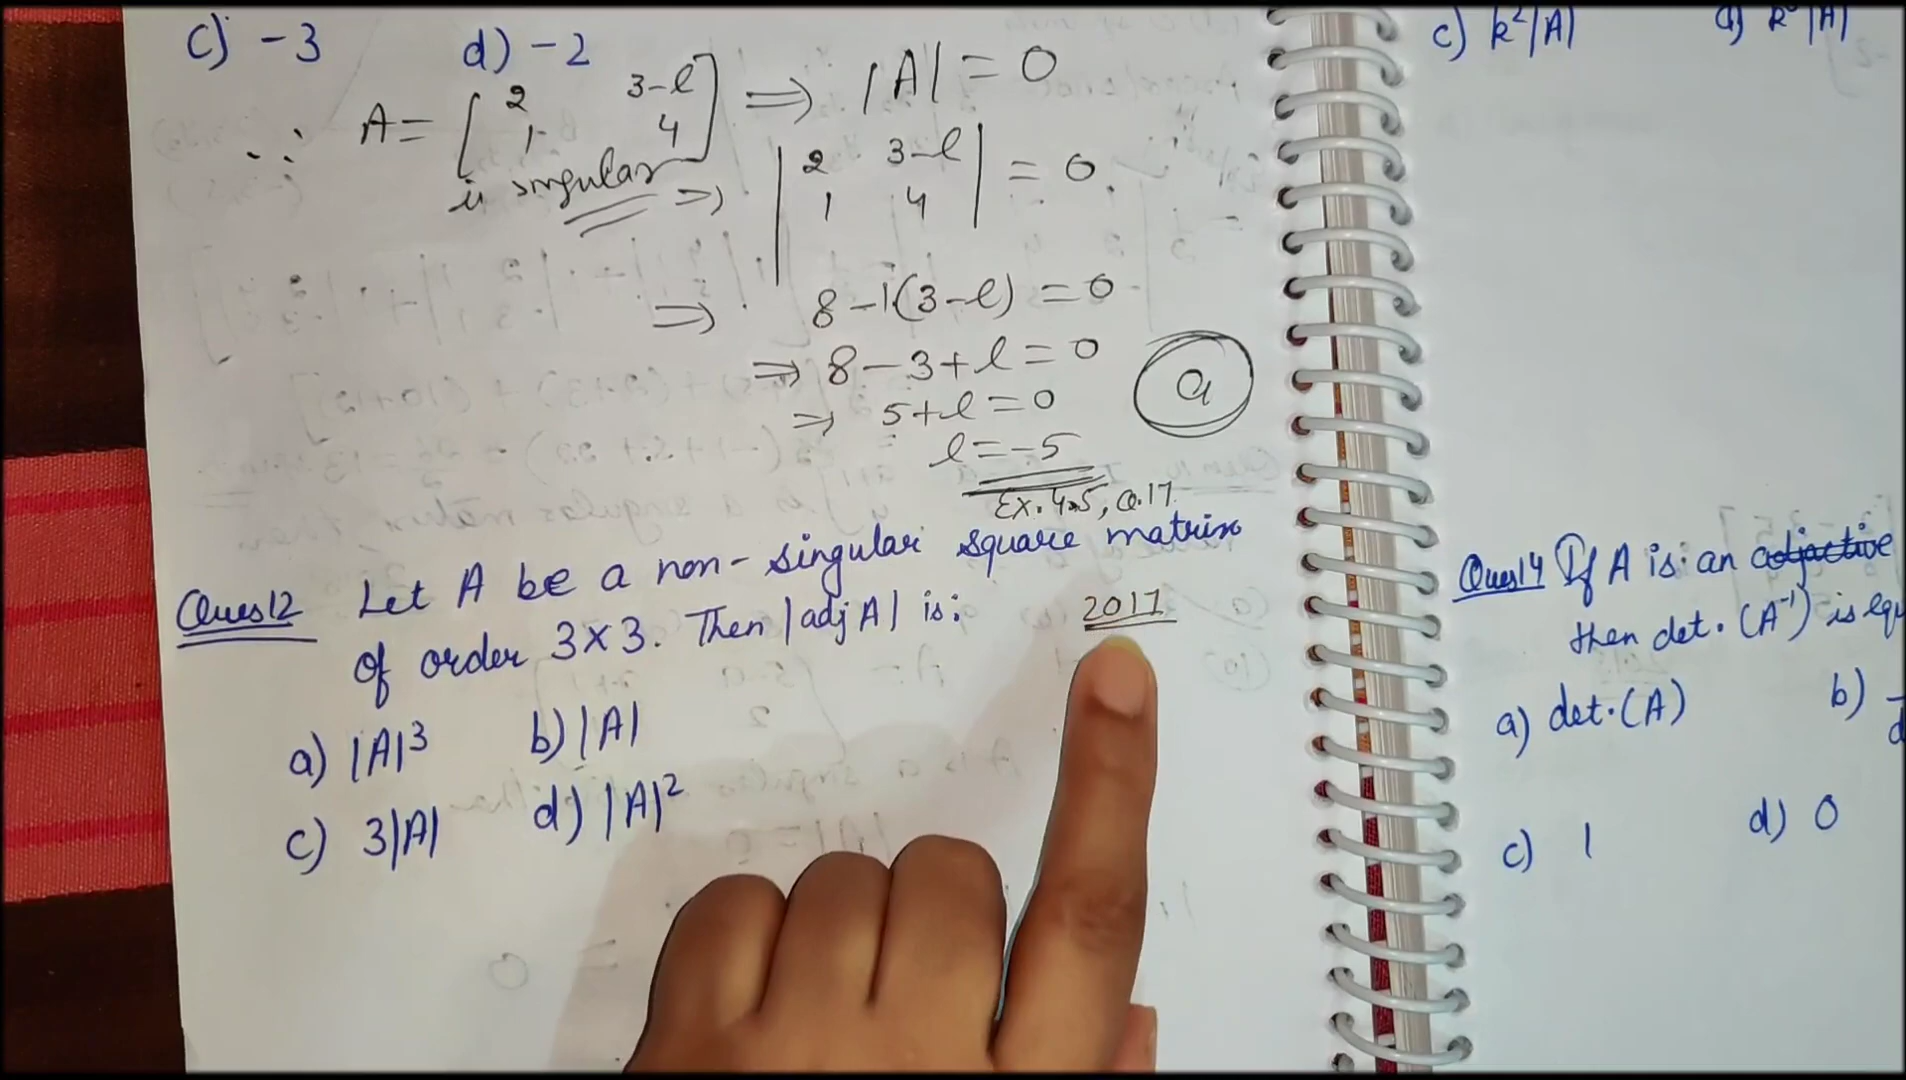 c) -3 d) -2
∴ A = [2 3-l 1 4] ⟹ |A| = 0
is singular ⇒ |2 3-l 1 4| = 0.
⟹ 8-1(3-l) = 0
⇒ 8-3+l = 0
⇒ 5+l = 0
l = -5
a
Ex. 4.5, Q.17
Ques12 Let A be a non-singular square matrix
of order 3×3. Then |adj A| is:
2017
a) |A|³ b) |A|
c) 3|A| d) |A|²
c) k²|A| d) |A|
Ques14 If A is an
then det. (A⁻¹) is equ
a) det.(A) b)
c) 1 d) 0